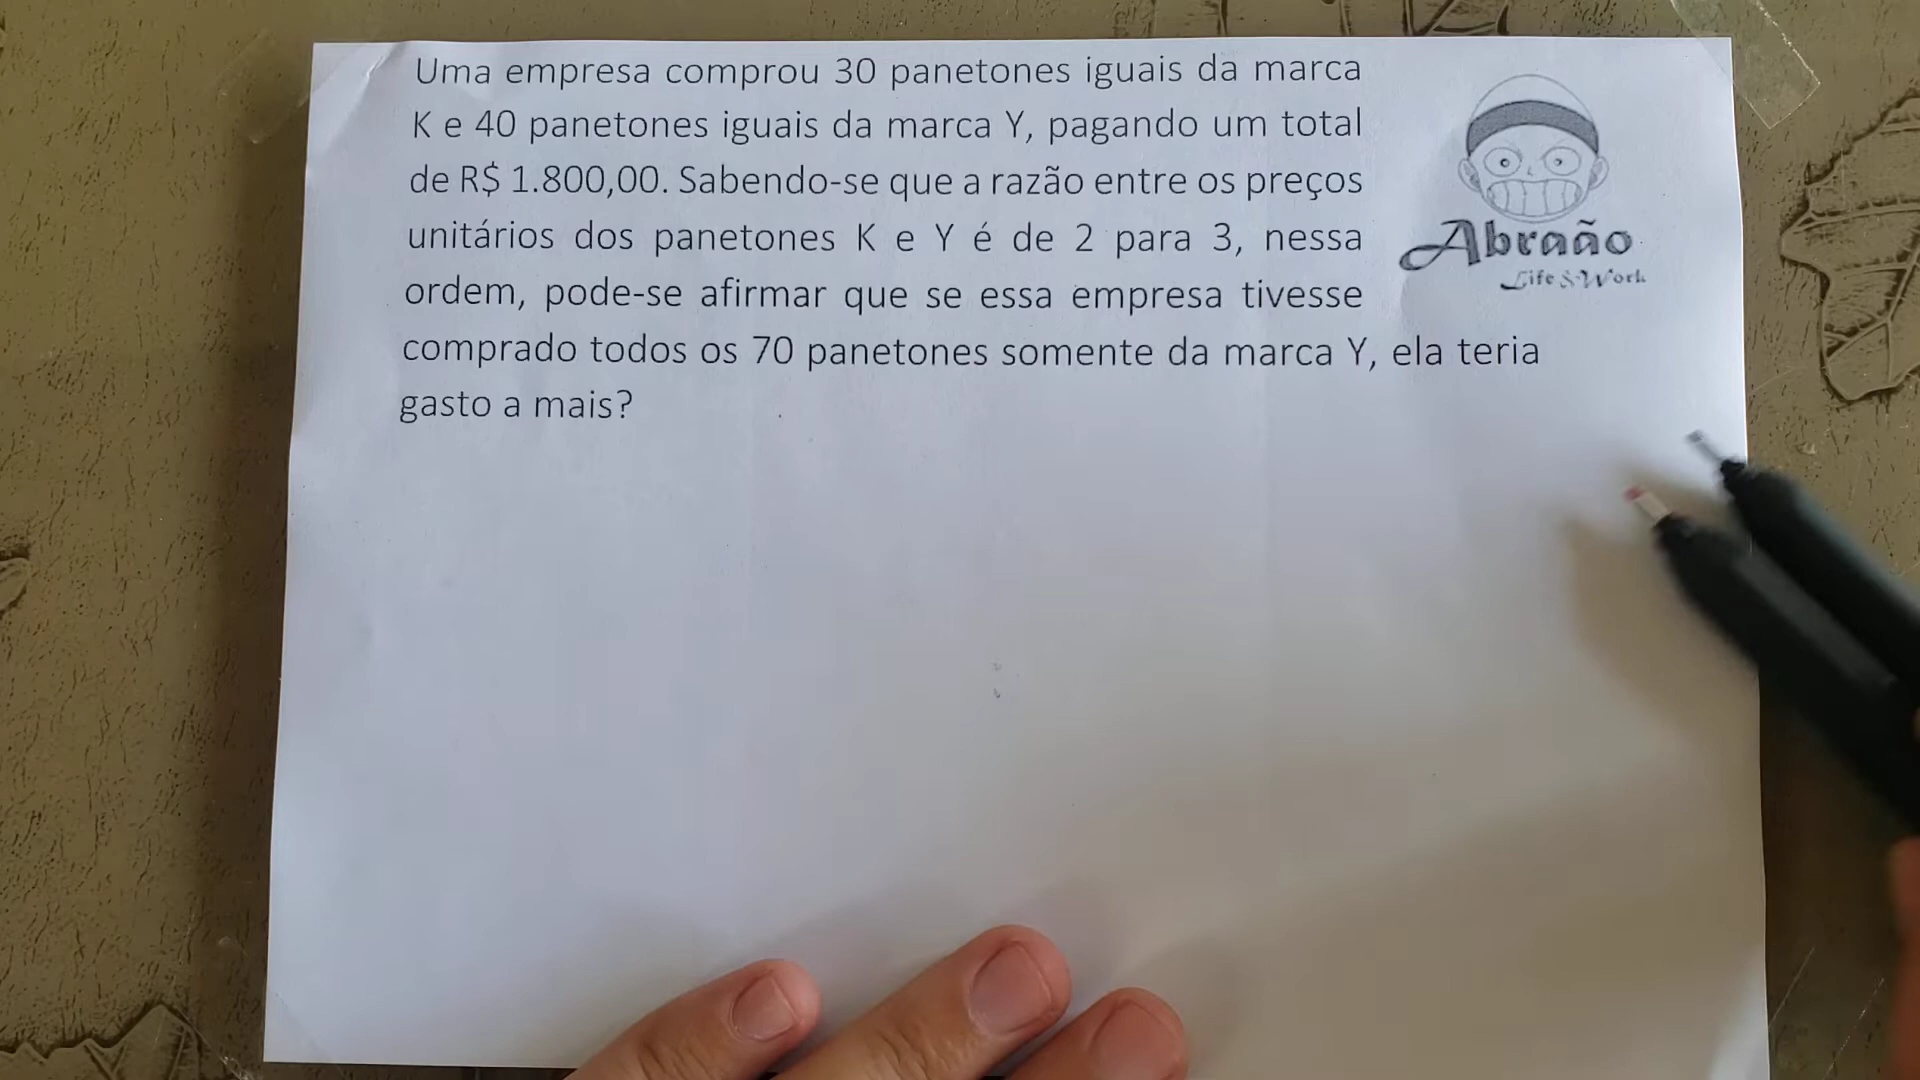 Uma empresa comprou 30 panetones iguais da marca
K e 40 panetones iguais da marca Y, pagando um total
de R$ 1.800,00. Sabendo-se que a razão entre os preços
unitários dos panetones K e Y é de 2 para 3, nessa
ordem, pode-se afirmar que se essa empresa tivesse
comprado todos os 70 panetones somente da marca Y, ela teria
gasto a mais?
Abraão
Life & Work